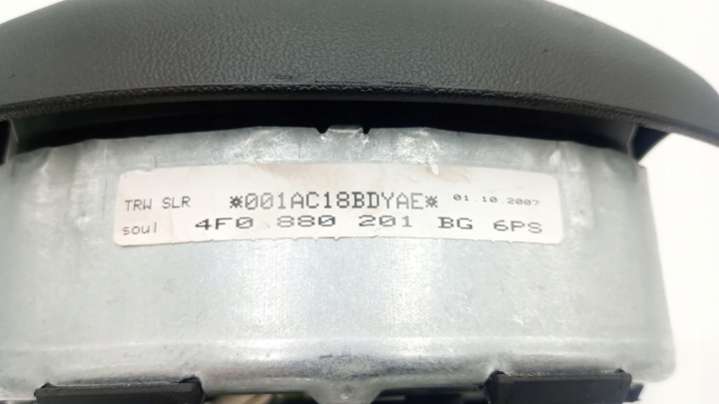 TRW SLR *001AC18BDYAE* 01.10.2007
soul 4F0 880 201 BG 6PS